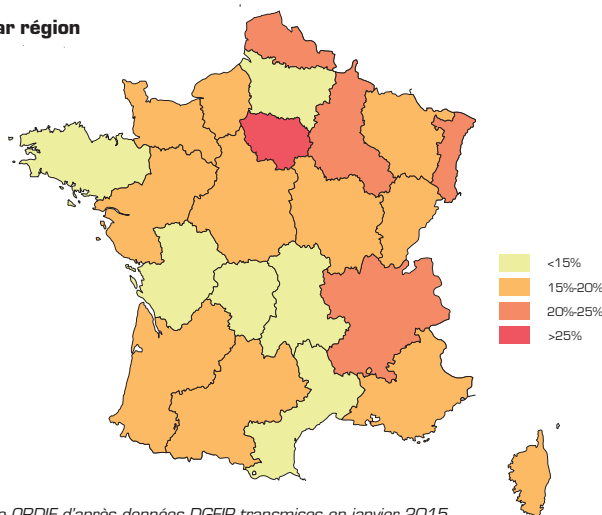 ar région
<15%
15%-20%
20%-25%
>25%
ORDIF d'après données DGFIP transmises en janvier 2015